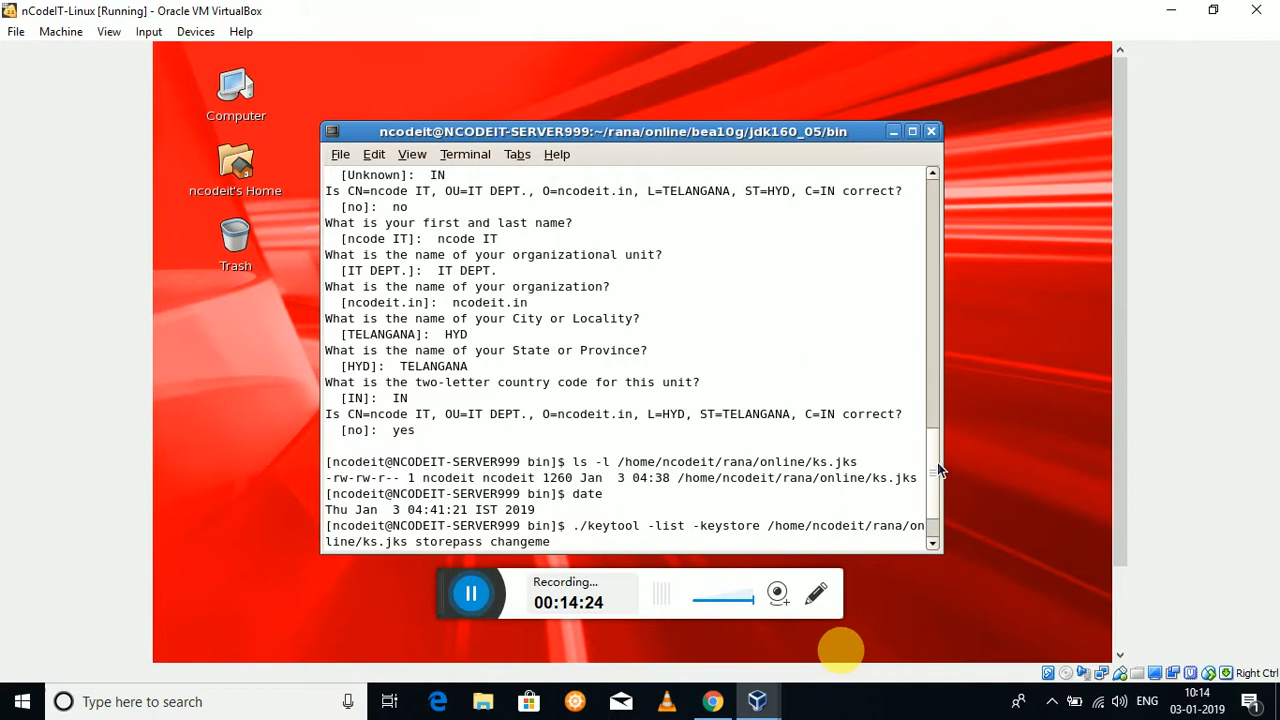 nCodeIT-Linux [Running] - Oracle VM VirtualBox
File Machine View Input Devices Help
Computer
ncodeit's Home
Trash
ncodeit@NCODEIT-SERVER999:~/rana/online/bea10g/jdk160_05/bin
File Edit View Terminal Tabs Help
[Unknown]:  IN
Is CN=ncode IT, OU=IT DEPT., O=ncodeit.in, L=TELANGANA, ST=HYD, C=IN correct?
[no]:  no
What is your first and last name?
[ncode IT]:  ncode IT
What is the name of your organizational unit?
[IT DEPT.]:  IT DEPT.
What is the name of your organization?
[ncodeit.in]:  ncodeit.in
What is the name of your City or Locality?
[TELANGANA]:  HYD
What is the name of your State or Province?
[HYD]:  TELANGANA
What is the two-letter country code for this unit?
[IN]:  IN
Is CN=ncode IT, OU=IT DEPT., O=ncodeit.in, L=HYD, ST=TELANGANA, C=IN correct?
[no]:  yes
[ncodeit@NCODEIT-SERVER999 bin]$ ls -l /home/ncodeit/rana/online/ks.jks
-rw-rw-r-- 1 ncodeit ncodeit 1260 Jan  3 04:38 /home/ncodeit/rana/online/ks.jks
[ncodeit@NCODEIT-SERVER999 bin]$ date
Thu Jan  3 04:41:21 IST 2019
[ncodeit@NCODEIT-SERVER999 bin]$ ./keytool -list -keystore /home/ncodeit/rana/on
line/ks.jks storepass changeme
Recording...
00:14:24
Right Ctrl
Type here to search
ENG
10:14
03-01-2019
1